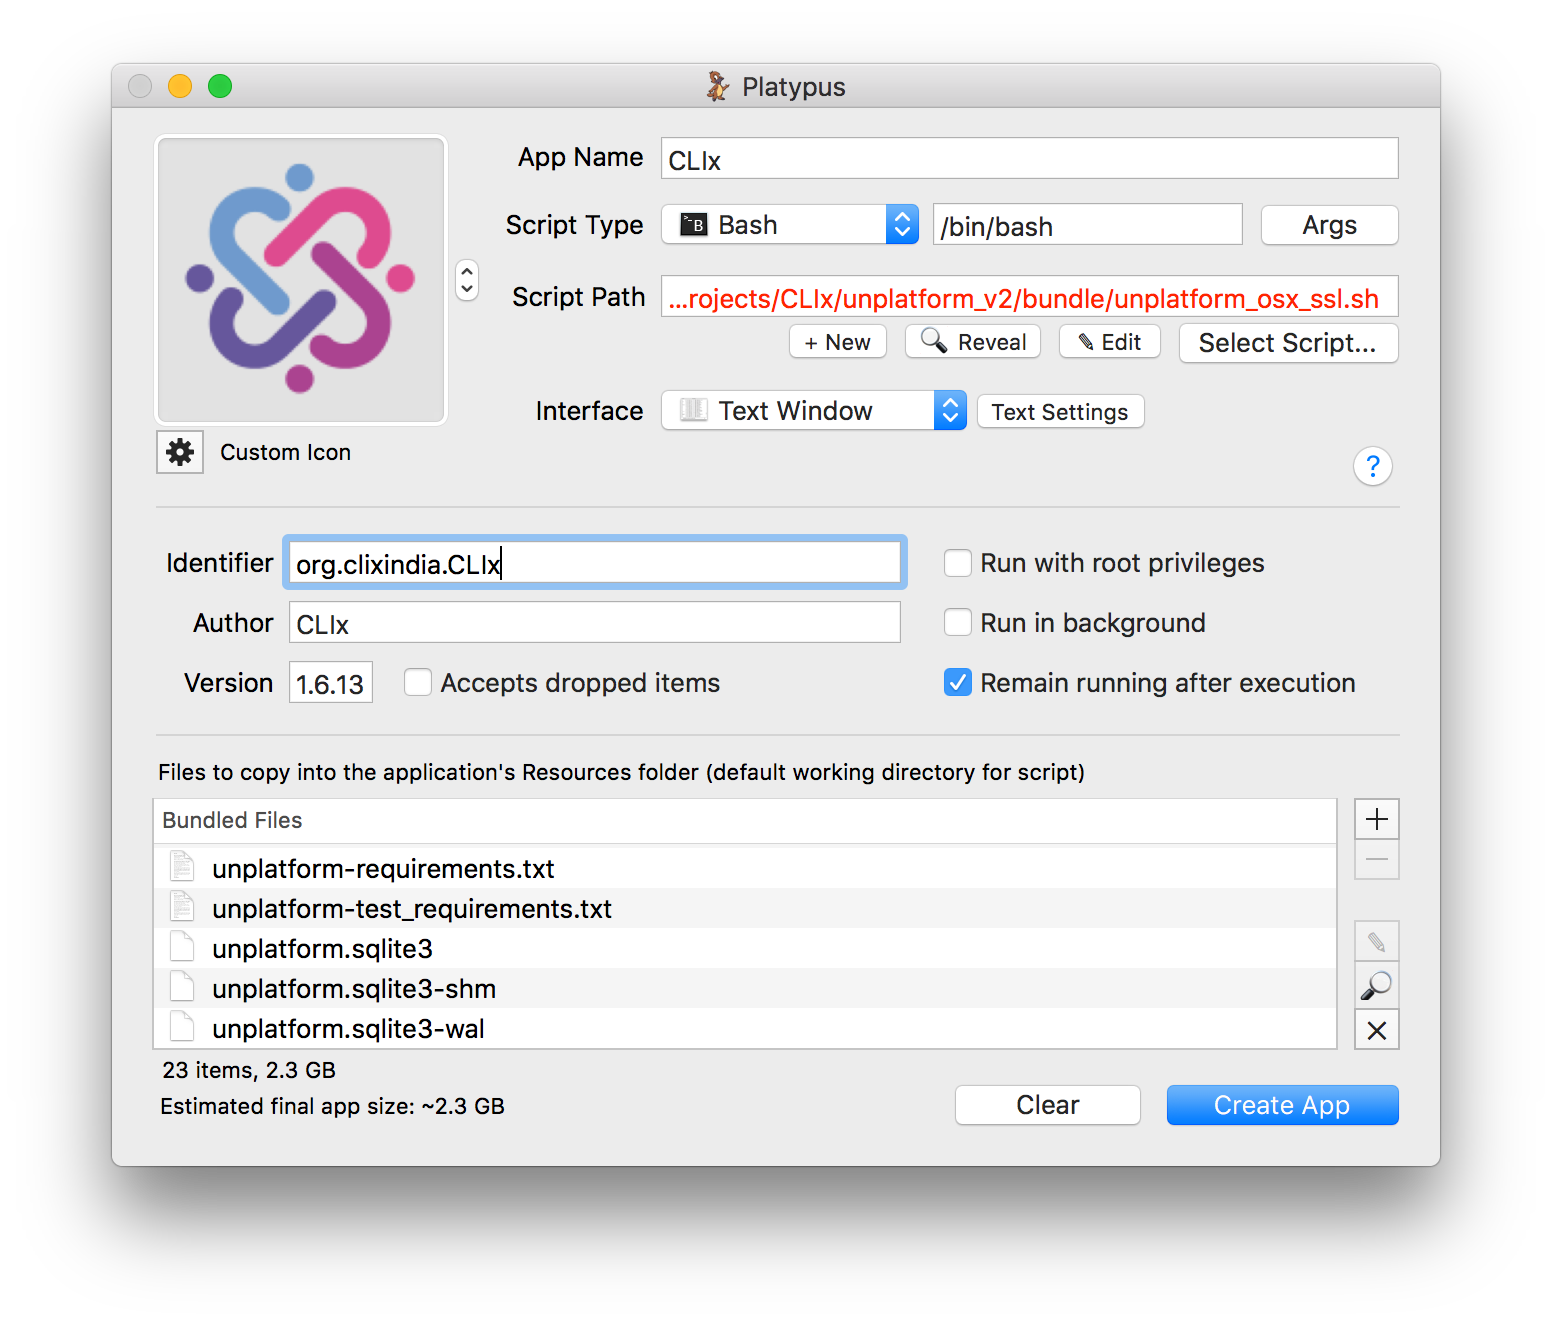 Platypus
App Name CLIx
Script Type Bash /bin/bash Args
Script Path ...rojects/CLIx/unplatform_v2/bundle/unplatform_osx_ssl.sh
+ New Reveal Edit Select Script...
Interface Text Window Text Settings
Custom Icon
?
Identifier org.clixindia.CLIx Run with root privileges
Author CLIx Run in background
Version 1.6.13 Accepts dropped items Remain running after execution
Files to copy into the application's Resources folder (default working directory for script)
Bundled Files
unplatform-requirements.txt
unplatform-test_requirements.txt
unplatform.sqlite3
unplatform.sqlite3-shm
unplatform.sqlite3-wal
23 items, 2.3 GB
Estimated final app size: ~2.3 GB
Clear Create App